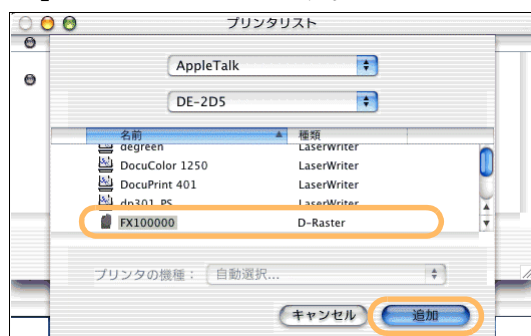 プリンタリスト
AppleTalk
DE-2D5
名前 種類
degreen LaserWriter
DocuColor 1250 LaserWriter
DocuPrint 401 LaserWriter
dp301 PS LaserWriter
FX100000 D-Raster
プリンタの機種： 自動選択...
キャンセル 追加